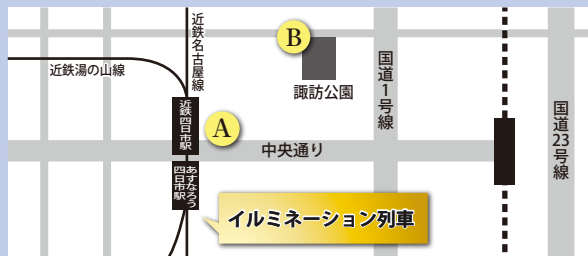 近鉄湯の山線
近鉄名古屋線
B
諏訪公園
国道1号線
国道23号線
近鉄四日市駅
A
中央通り
あすなろう
四日市駅
イルミネーション列車